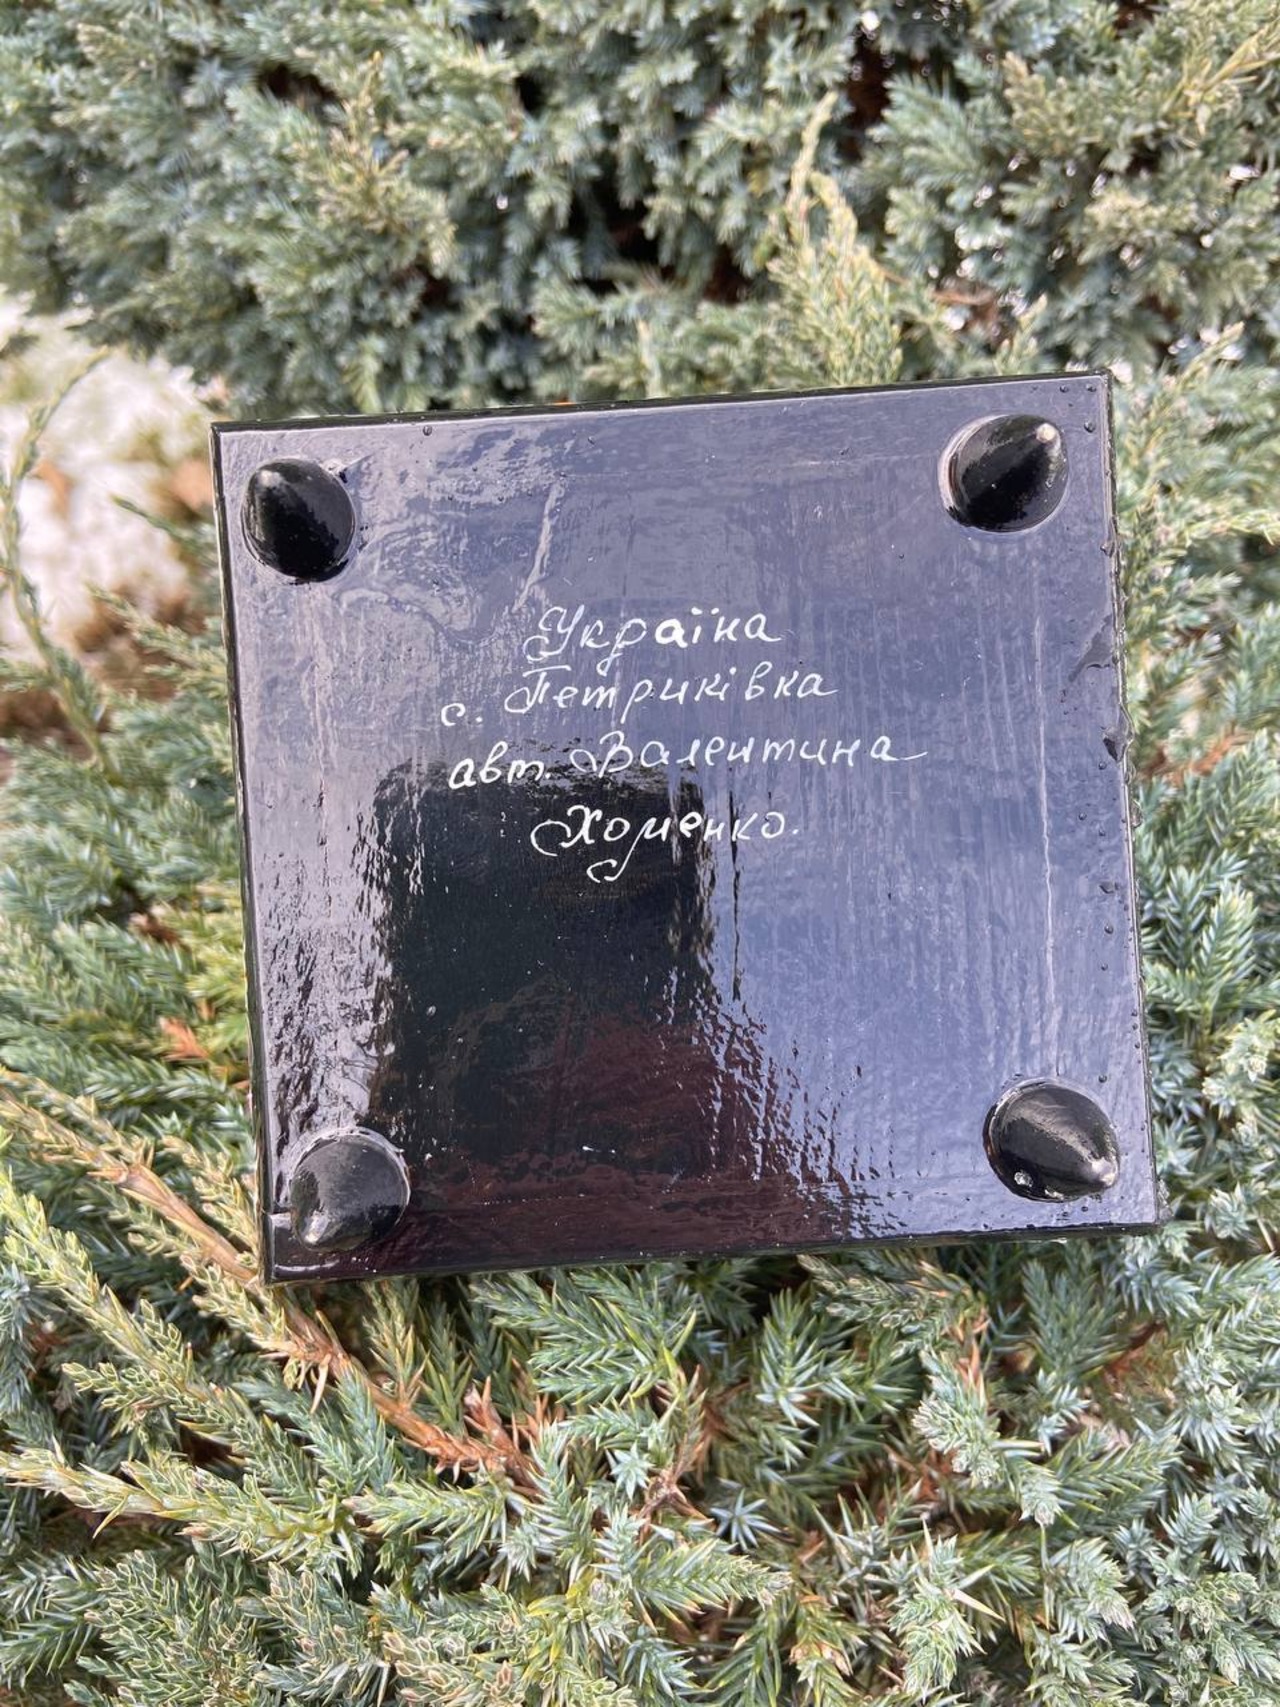 Україна
с. Петриківка
авт. Валентина
Хоменко.